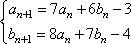 {a_{n+1} = 7a_n + 6b_n - 3
b_{n+1} = 8a_n + 7b_n - 4